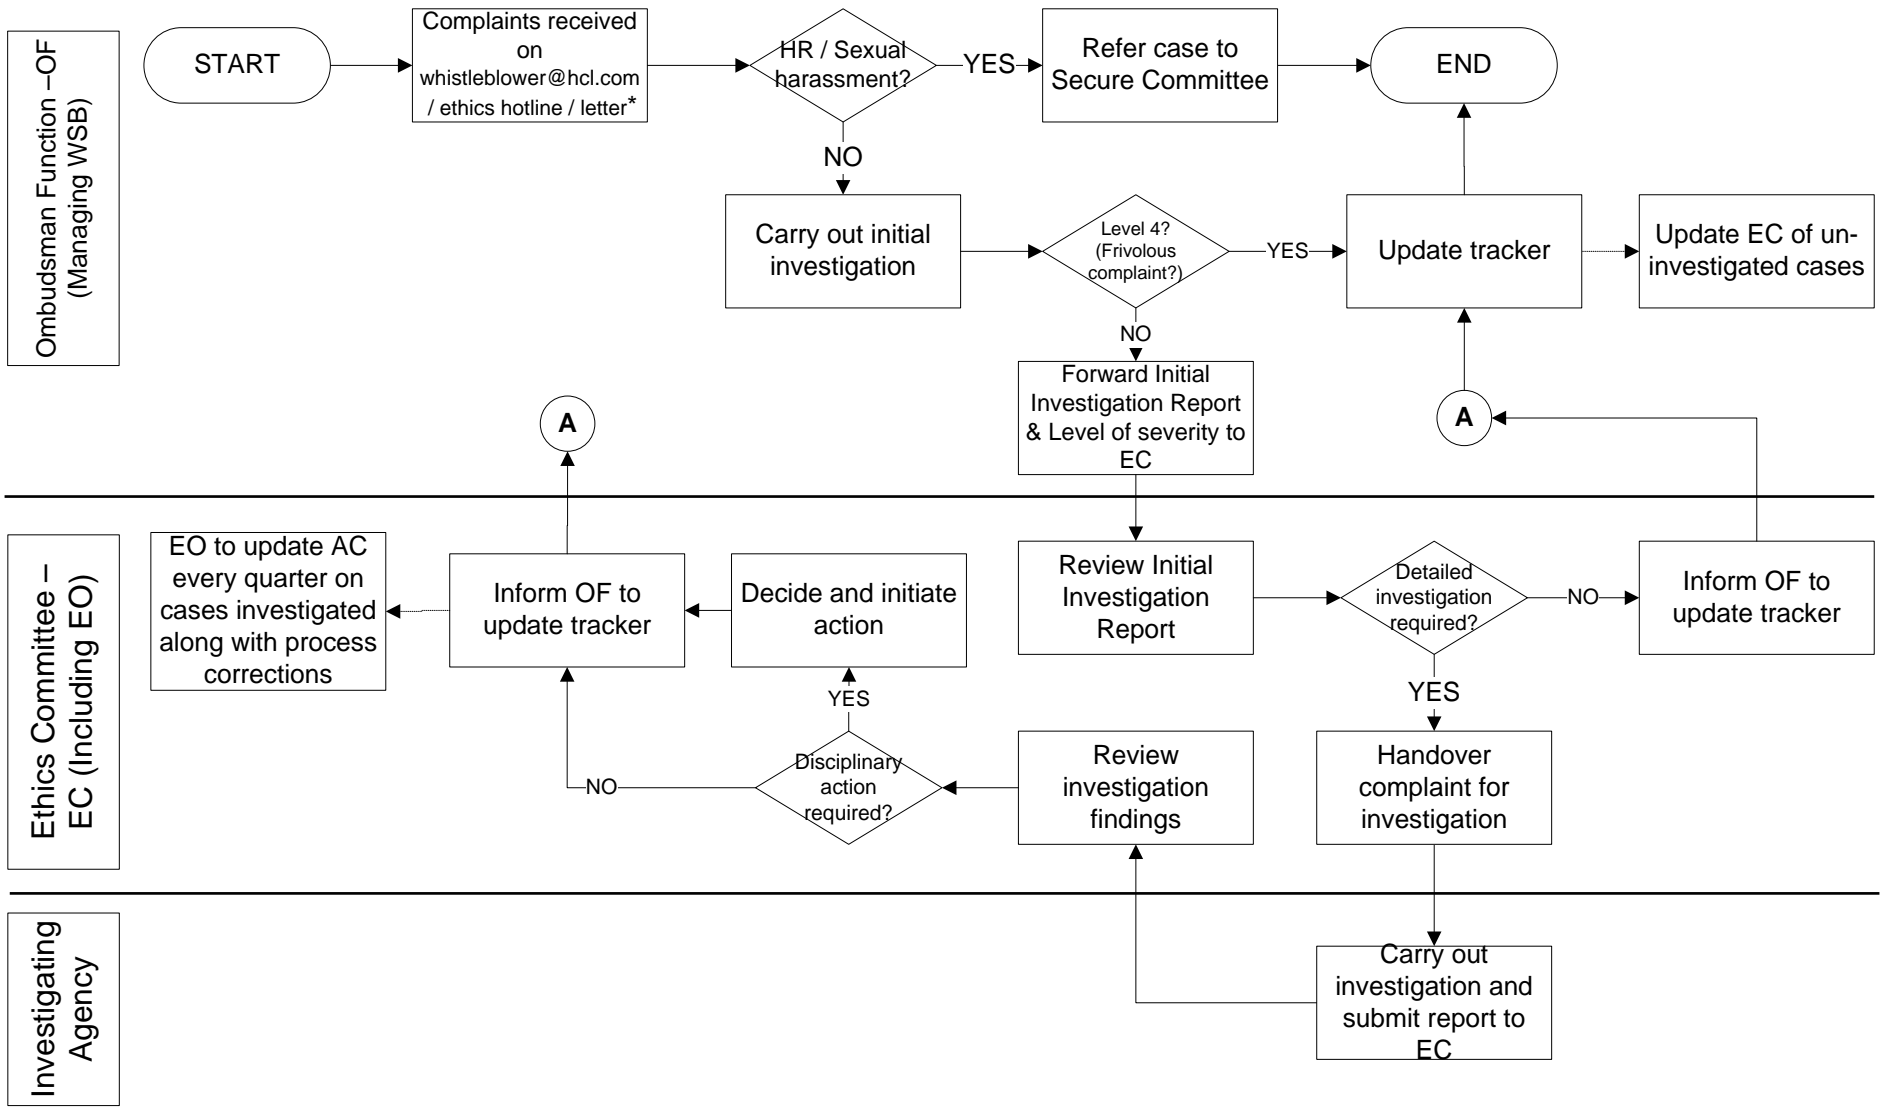 Ombudsman Function –OF
(Managing WSB)
START
Complaints received
on
whistleblower@hcl.com
/ ethics hotline / letter*
HR / Sexual
harassment?
YES
Refer case to
Secure Committee
END
NO
Carry out initial
investigation
Level 4?
(Frivolous
complaint?)
YES
Update tracker
Update EC of un-
investigated cases
NO
Forward Initial
Investigation Report
& Level of severity to
EC
A
A
Ethics Committee –
EC (Including EO)
EO to update AC
every quarter on
cases investigated
along with process
corrections
Inform OF to
update tracker
Decide and initiate
action
Review Initial
Investigation
Report
Detailed
investigation
required?
NO
Inform OF to
update tracker
YES
YES
NO
Disciplinary
action
required?
Review
investigation
findings
Handover
complaint for
investigation
Investigating
Agency
Carry out
investigation and
submit report to
EC